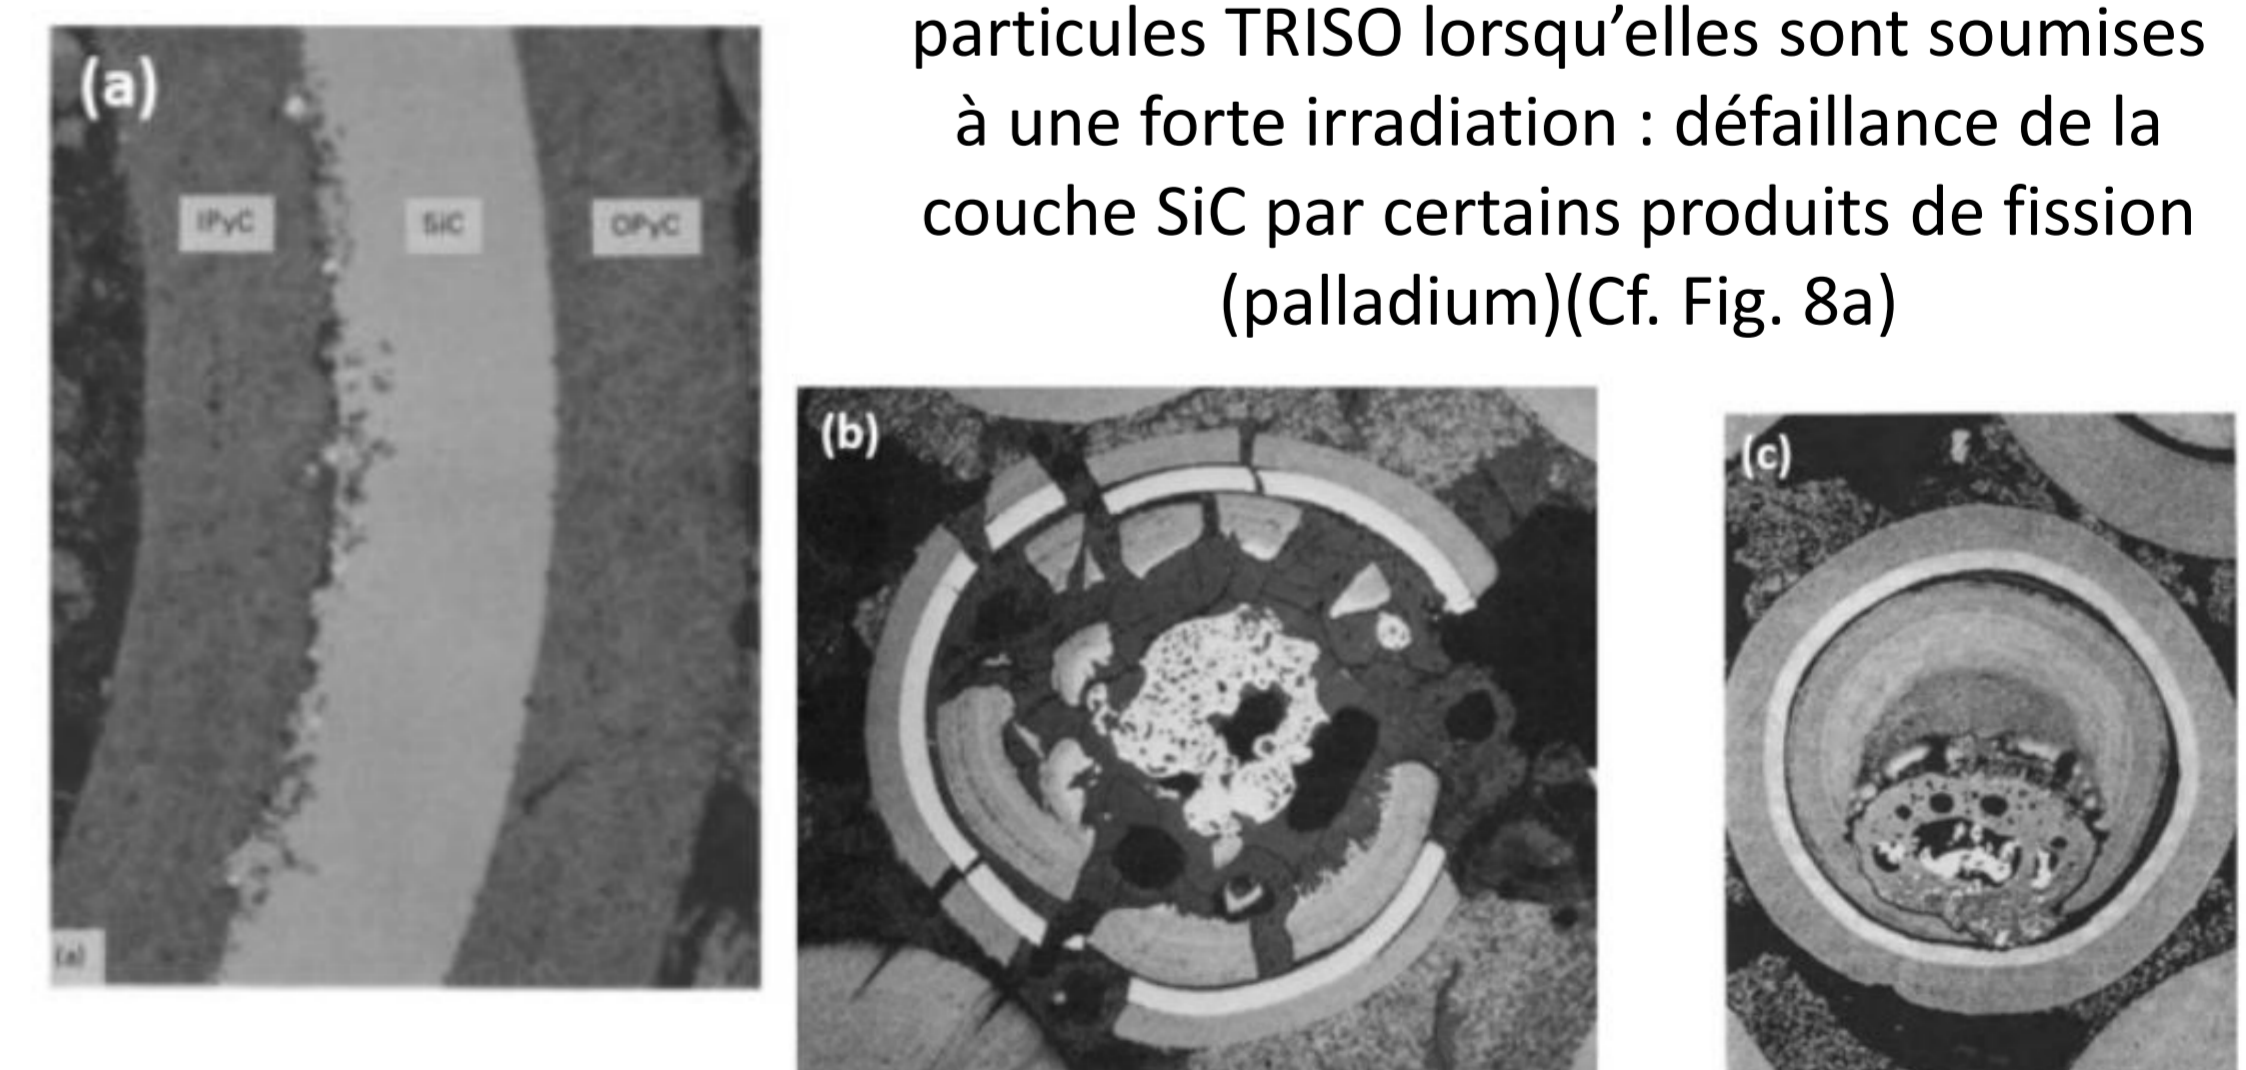 particules TRISO lorsqu’elles sont soumises
à une forte irradiation : défaillance de la
couche SiC par certains produits de fission
(palladium)(Cf. Fig. 8a)
(a)
IPyC
SiC
OPyC
(a)
(b)
(c)